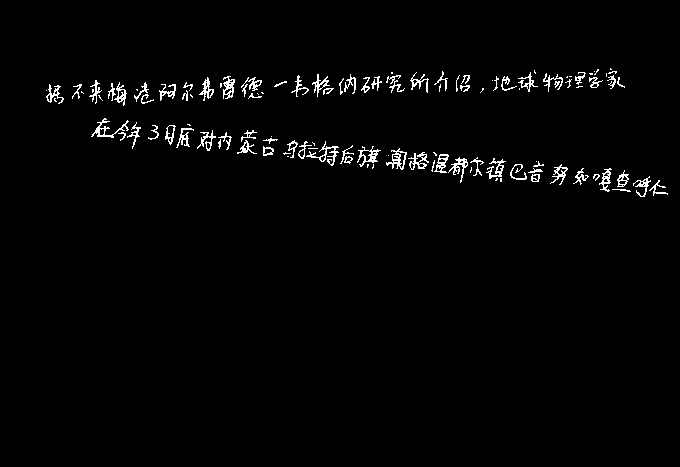 据不来梅港阿尔弗雷德一韦格纳研究所介绍,地球物理学家
在今年3月底对内蒙古乌拉特后旗潮格温都尔镇巴音努如嘎查呼仁